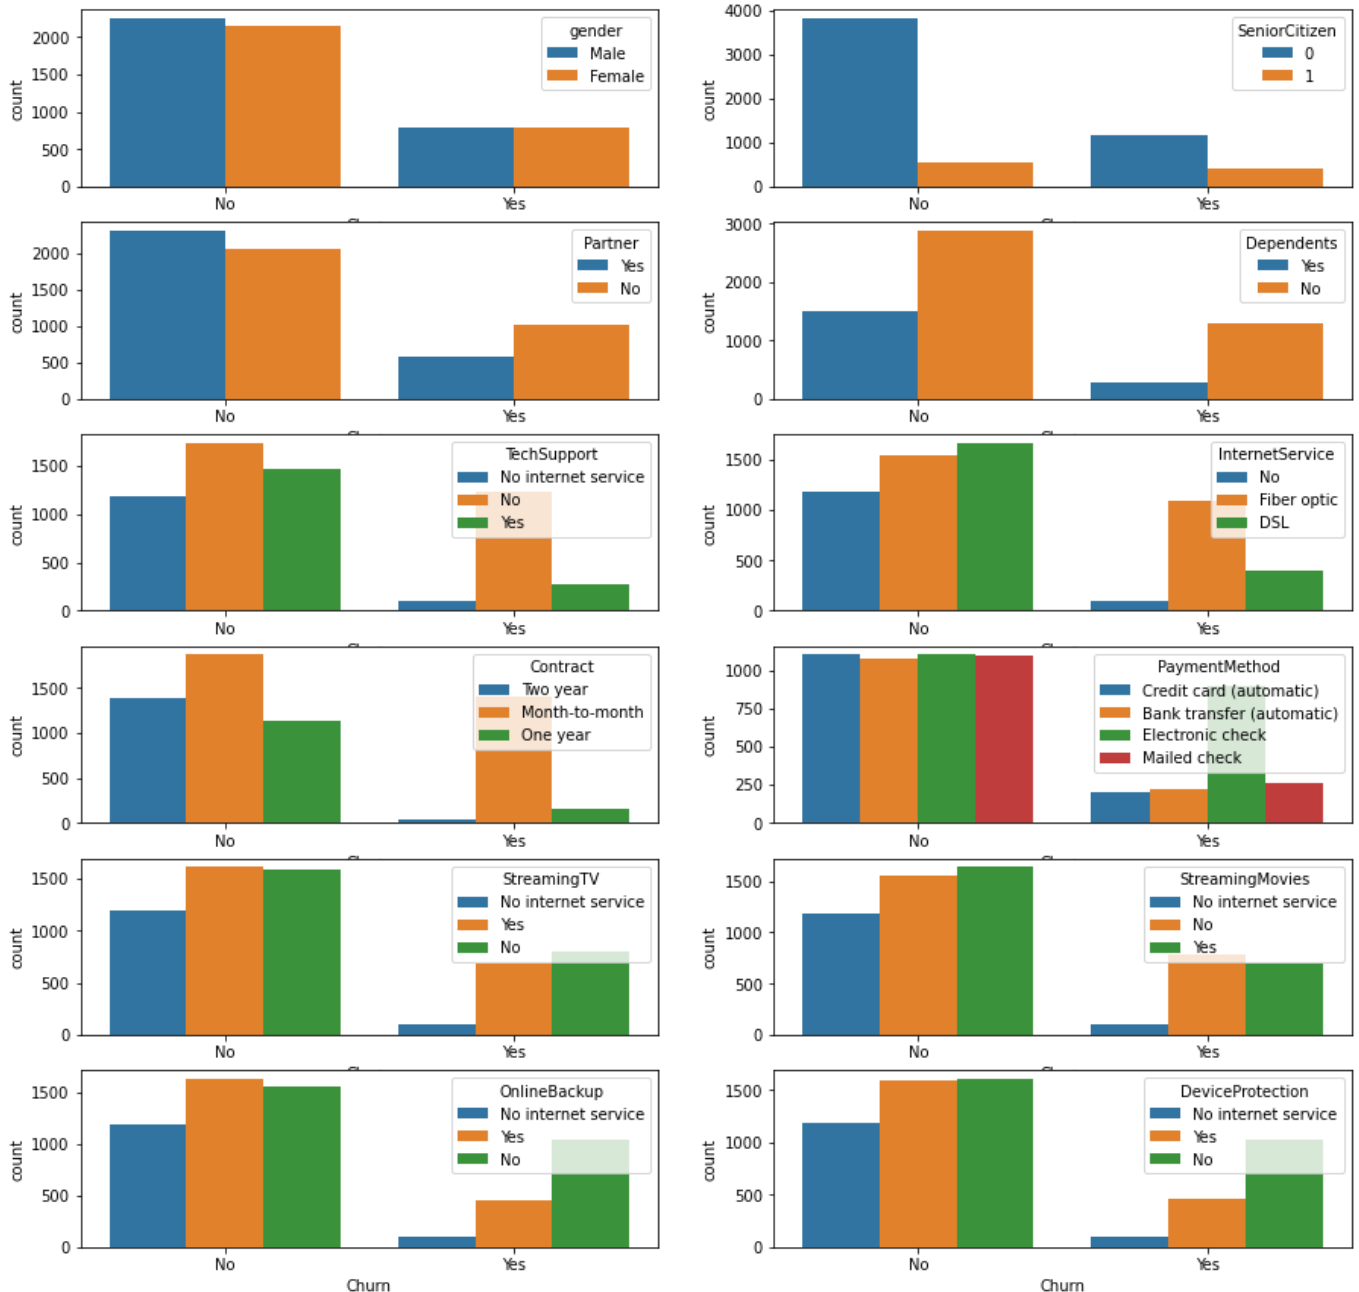 gender
Male
Female
2000
1500
1000
500
0
count
No
Yes
SeniorCitizen
0
1
4000
3000
2000
1000
0
count
No
Yes
Partner
Yes
No
2000
1500
1000
500
0
count
No
Yes
Dependents
Yes
No
3000
2000
1000
0
count
No
Yes
TechSupport
No internet service
No
Yes
1500
1000
500
0
count
No
Yes
InternetService
No
Fiber optic
DSL
1500
1000
500
0
count
No
Yes
Contract
Two year
Month-to-month
One year
1500
1000
500
0
count
No
Yes
PaymentMethod
Credit card (automatic)
Bank transfer (automatic)
Electronic check
Mailed check
1000
750
500
250
0
count
No
Yes
StreamingTV
No internet service
Yes
No
1500
1000
500
0
count
No
Yes
StreamingMovies
No internet service
No
Yes
1500
1000
500
0
count
No
Yes
OnlineBackup
No internet service
Yes
No
1500
1000
500
0
count
No
Yes
Churn
DeviceProtection
No internet service
Yes
No
1500
1000
500
0
count
No
Yes
Churn